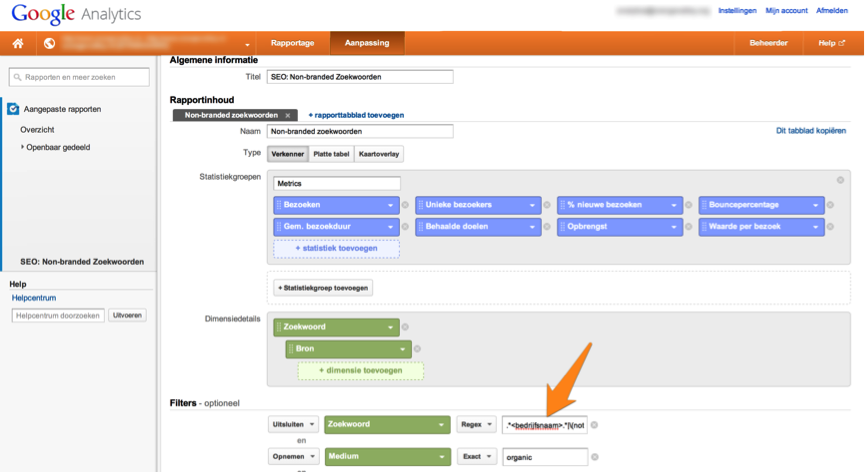 Google Analytics
Instellingen Mijn account Afmelden
Rapportage Aanpassing Beheerder Help
Rapporten en meer zoeken
Aangepaste rapporten
Overzicht
Openbaar gedeeld
SEO: Non-branded Zoekwoorden
Help
Helpcentrum
Helpcentrum doorzoeken Uitvoeren
Algemene informatie
Titel SEO: Non-branded Zoekwoorden
Rapportinhoud
Non-branded zoekwoorden × + rapporttabblad toevoegen
Naam Non-branded zoekwoorden Dit tabblad kopiëren
Type Verkenner Platte tabel Kaartoverlay
Statistiekgroepen Metrics
Bezoeken Unieke bezoekers % nieuwe bezoeken Bouncepercentage
Gem. bezoekduur Behaalde doelen Opbrengst Waarde per bezoek
+ statistiek toevoegen
+ Statistiekgroep toevoegen
Dimensiedetails Zoekwoord
Bron
+ dimensie toevoegen
Filters - optioneel
Uitsluiten Zoekwoord Regex .*<bedrijfsnaam>.*|\(not
en
Opnemen Medium Exact organic